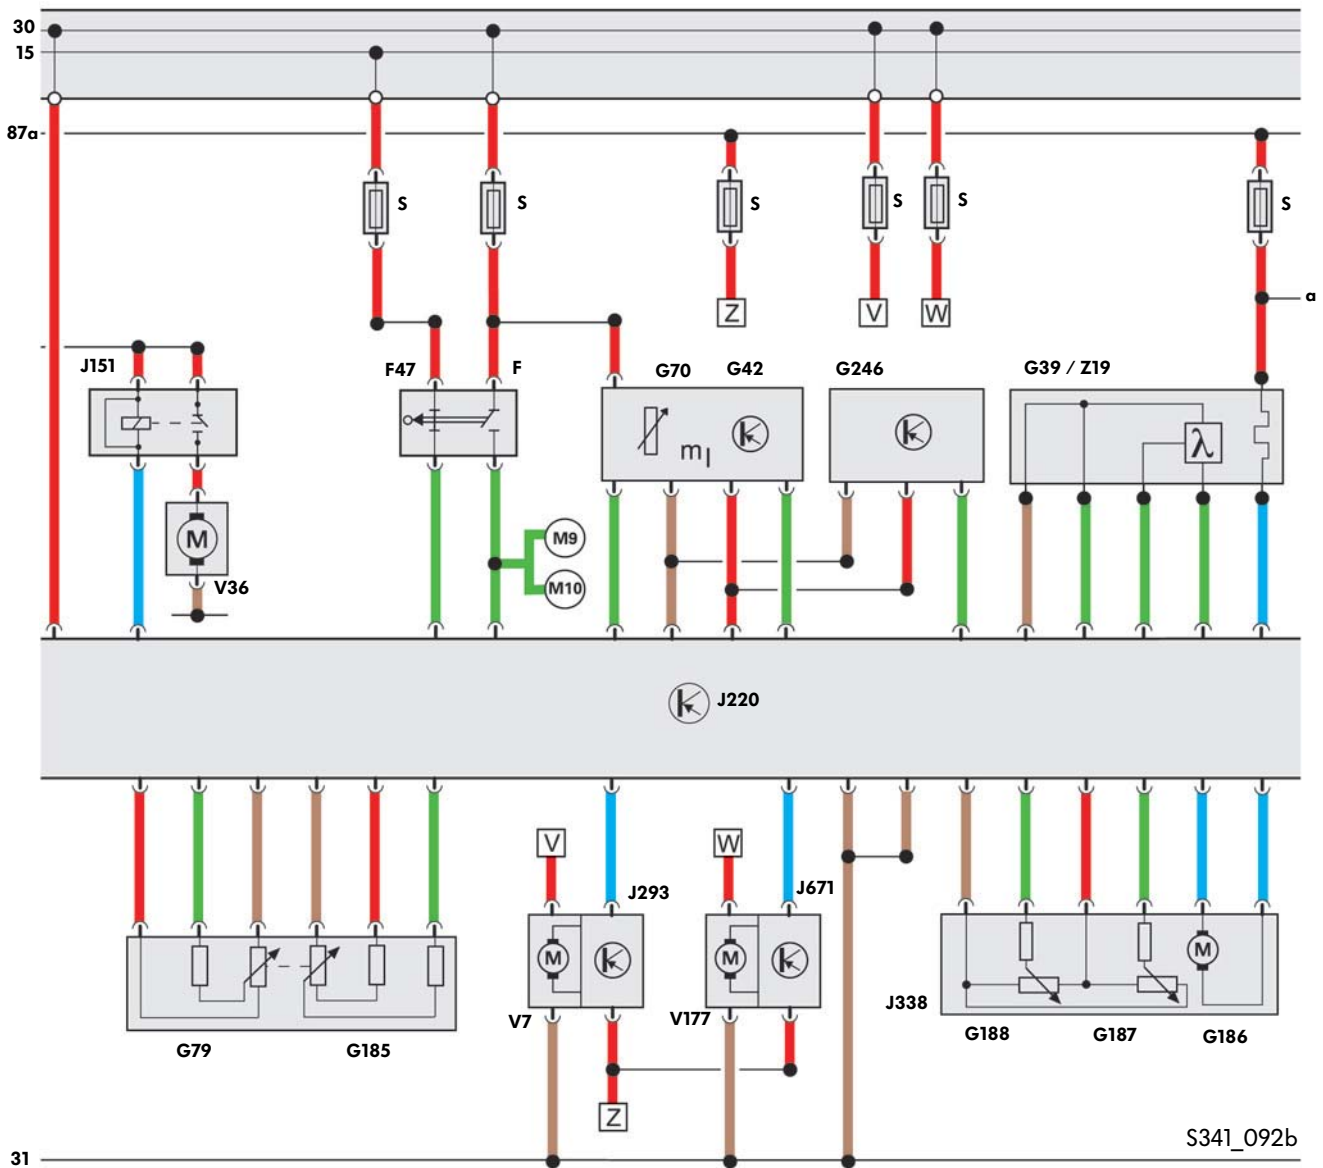 30
15
87a
S S S S S S
a
Z V W
J151 F47 F G70 G42 G246 G39 / Z19
m I λ
M
V36
M9
M10
J220
V W
J293 J671
M M M
V7 V177 J338
G79 G185 G188 G187 G186
Z
S341_092b
31